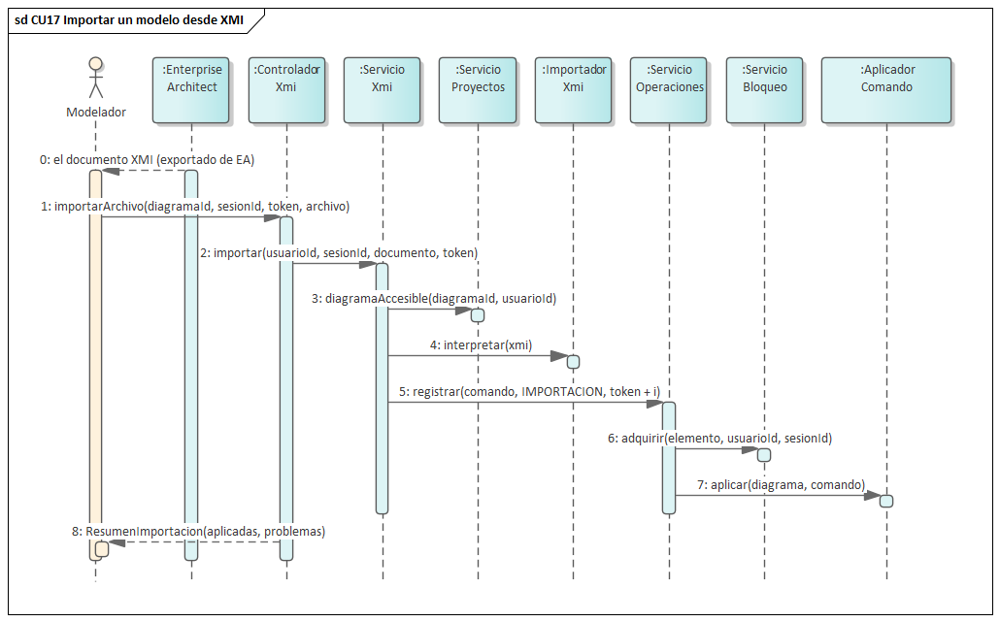 sd CU17 Importar un modelo desde XMI
:Enterprise
Architect
:Controlador
Xmi
:Servicio
Xmi
:Servicio
Proyectos
:Importador
Xmi
:Servicio
Operaciones
:Servicio
Bloqueo
:Aplicador
Comando
Modelador
0: el documento XMI (exportado de EA)
1: importarArchivo(diagramaId, sesionId, token, archivo)
2: importar(usuarioId, sesionId, documento, token)
3: diagramaAccesible(diagramaId, usuarioId)
4: interpretar(xmi)
5: registrar(comando, IMPORTACION, token + i)
6: adquirir(elemento, usuarioId, sesionId)
7: aplicar(diagrama, comando)
8: ResumenImportacion(aplicadas, problemas)